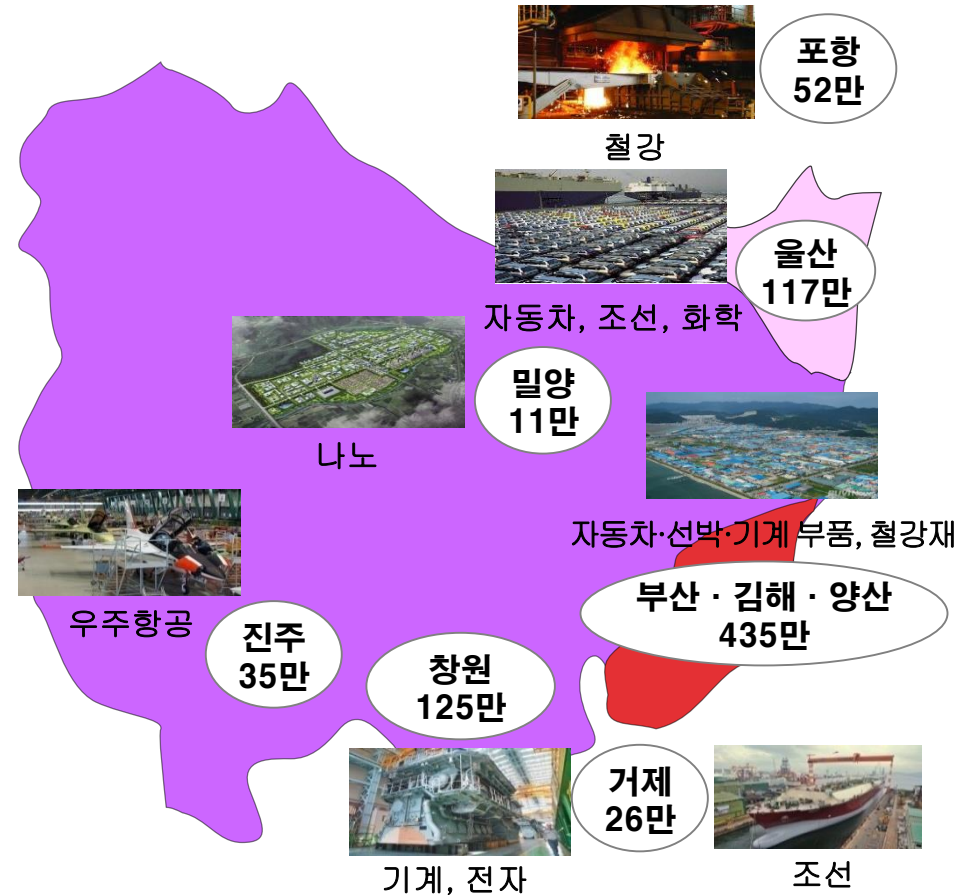 포항
52만
철강
울산
117만
자동차, 조선, 화학
밀양
11만
나노
자동차·선박·기계 부품, 철강재
부산 · 김해 · 양산
435만
우주항공
진주
35만
창원
125만
기계, 전자
거제
26만
조선